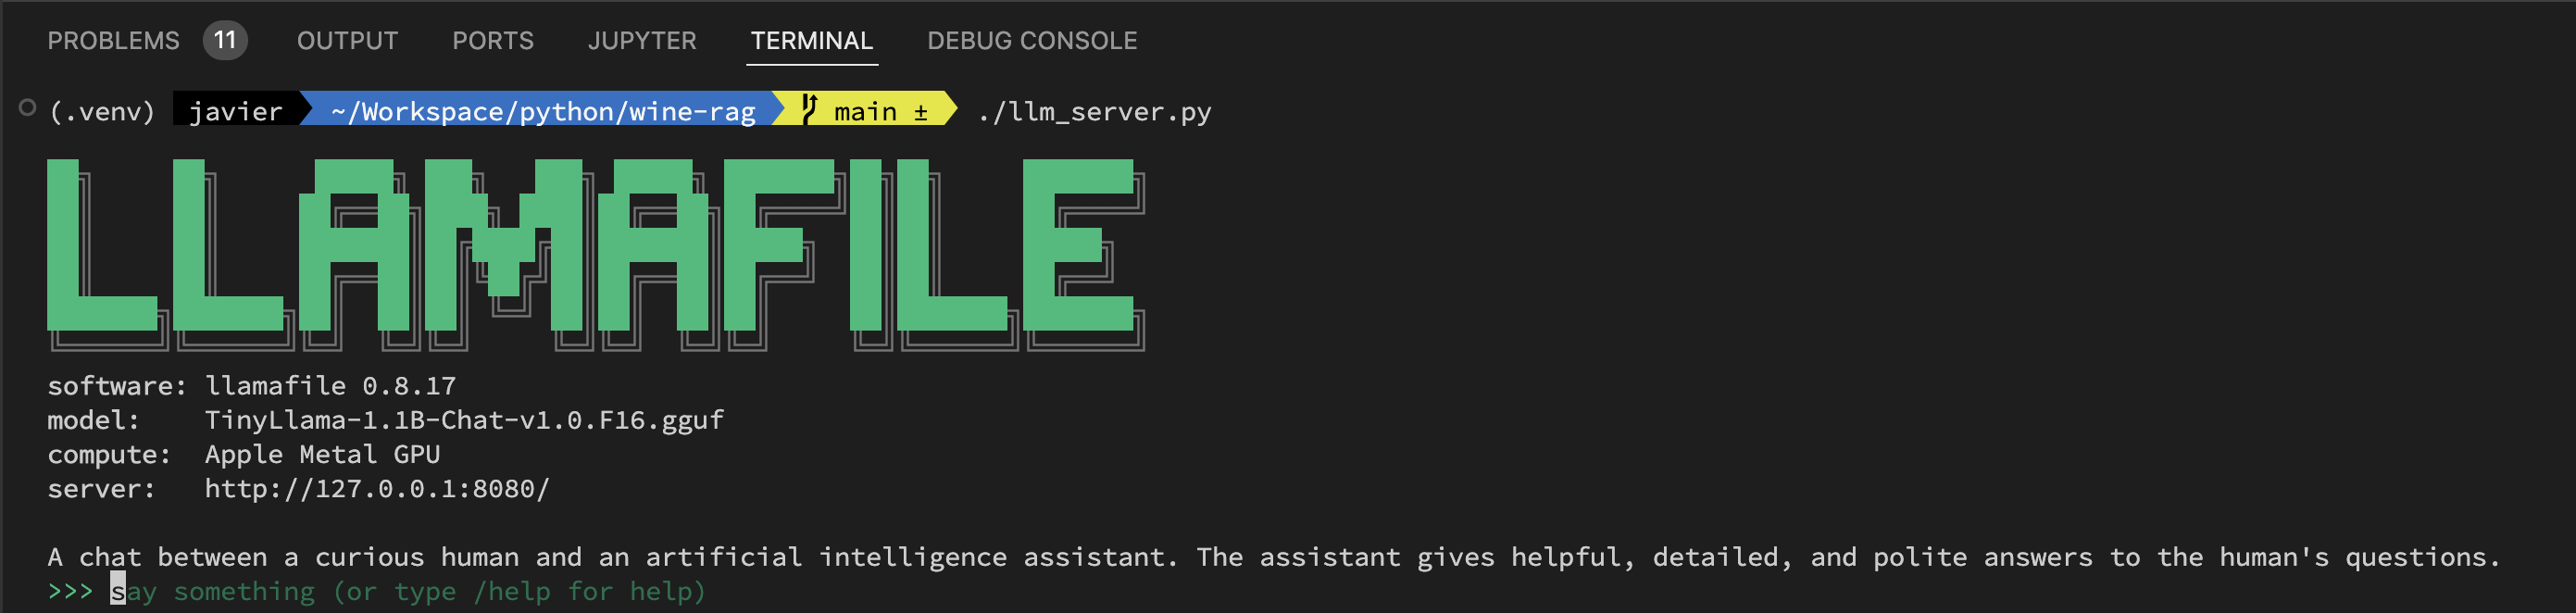 PROBLEMS 11 OUTPUT PORTS JUPYTER TERMINAL DEBUG CONSOLE
(.venv) javier ~/Workspace/python/wine-rag main ± ./llm_server.py
LLAMAFILE
software: llamafile 0.8.17
model: TinyLlama-1.1B-Chat-v1.0.F16.gguf
compute: Apple Metal GPU
server: http://127.0.0.1:8080/
A chat between a curious human and an artificial intelligence assistant. The assistant gives helpful, detailed, and polite answers to the human's questions.
>>> say something (or type /help for help)